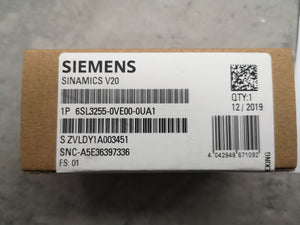 SIEMENS
SINAMICS V20
1P 6SL3255-0VE00-0UA1
S ZVLDY1A003451
SNC-A5E36397336
FS: 01
QTY:1
12 / 2019
4 042948 671092
KING